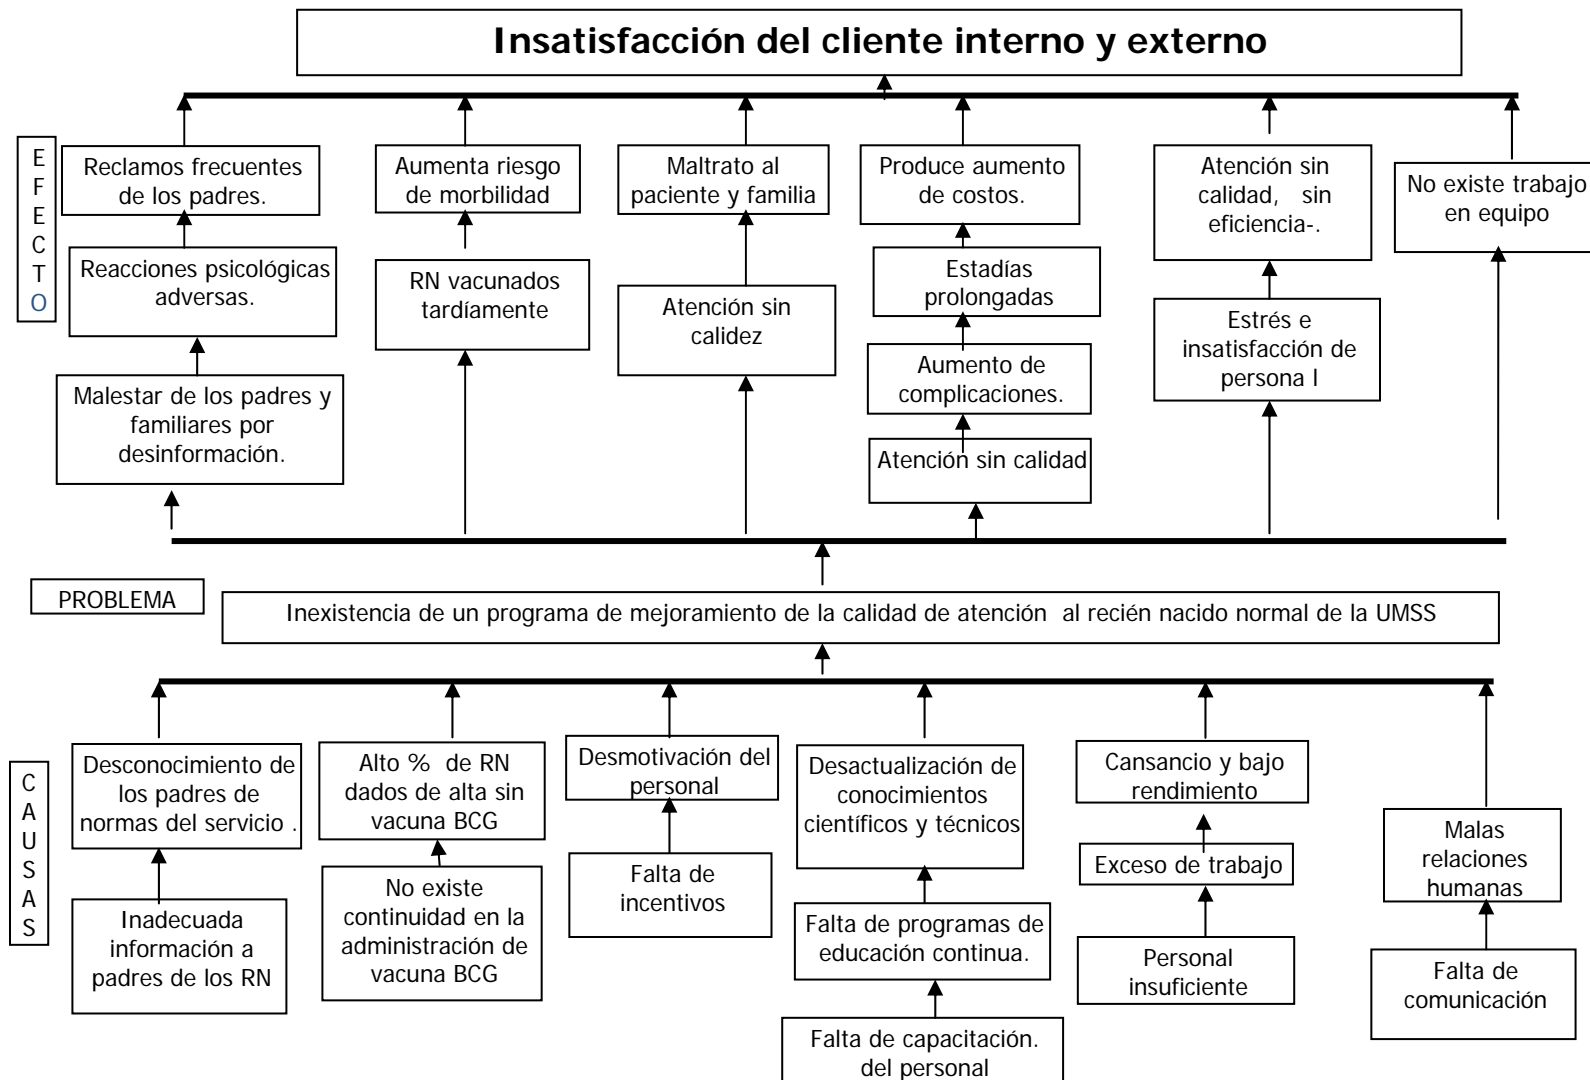 Insatisfacción del cliente interno y externo
E
F
E
C
T
O
Reclamos frecuentes
de los padres.
Aumenta riesgo
de morbilidad
Maltrato al
paciente y familia
Produce aumento
de costos.
Atención sin
calidad, sin
eficiencia-.
No existe trabajo
en equipo
Reacciones psicológicas
adversas.
RN vacunados
tardíamente
Atención sin
calidez
Estadías
prolongadas
Estrés e
insatisfacción de
persona l
Malestar de los padres y
familiares por
desinformación.
Aumento de
complicaciones.
Atención sin calidad
PROBLEMA
Inexistencia de un programa de mejoramiento de la calidad de atención al recién nacido normal de la UMSS
C
A
U
S
A
S
Desconocimiento de
los padres de
normas del servicio .
Alto % de RN
dados de alta sin
vacuna BCG
Desmotivación del
personal
Desactualización de
conocimientos
científicos y técnicos
Cansancio y bajo
rendimiento
Malas
relaciones
humanas
Inadecuada
información a
padres de los RN
No existe
continuidad en la
administración de
vacuna BCG
Falta de
incentivos
Falta de programas de
educación continua.
Exceso de trabajo
Personal
insuficiente
Falta de
comunicación
Falta de capacitación.
del personal